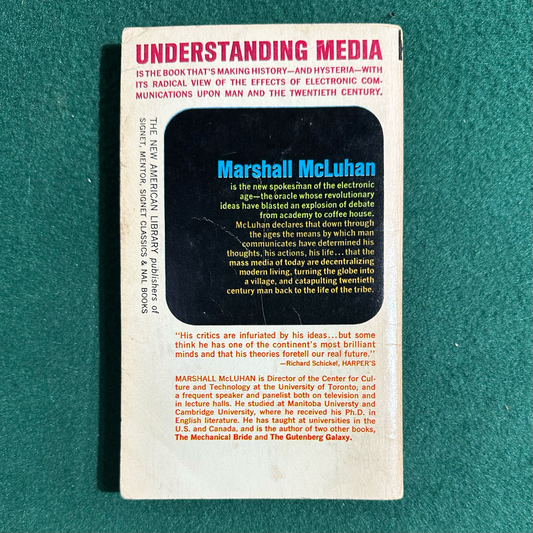 UNDERSTANDING MEDIA
IS THE BOOK THAT'S MAKING HISTORY—AND HYSTERIA—WITH
ITS RADICAL VIEW OF THE EFFECTS OF ELECTRONIC COM-
MUNICATIONS UPON MAN AND THE TWENTIETH CENTURY.
THE NEW AMERICAN LIBRARY publishers of
SIGNET, MENTOR, SIGNET CLASSICS & NAL BOOKS
Marshall McLuhan
is the new spokesman of the electronic
age—the oracle whose revolutionary
ideas have blasted an explosion of debate
from academy to coffee house.
McLuhan declares that down through
the ages the means by which man
communicates have determined his
thoughts, his actions, his life...that the
mass media of today are decentralizing
modern living, turning the globe into
a village, and catapulting twentieth
century man back to the life of the tribe.
"His critics are infuriated by his ideas...but some
think he has one of the continent's most brilliant
minds and that his theories foretell our real future."
—Richard Schickel, HARPER'S
MARSHALL McLUHAN is Director of the Center for Cul-
ture and Technology at the University of Toronto, and
a frequent speaker and panelist both on television and
in lecture halls. He studied at Manitoba Universty and
Cambridge University, where he received his Ph.D. in
English literature. He has taught at universities in the
U.S. and Canada, and is the author of two other books,
The Mechanical Bride and The Gutenberg Galaxy.